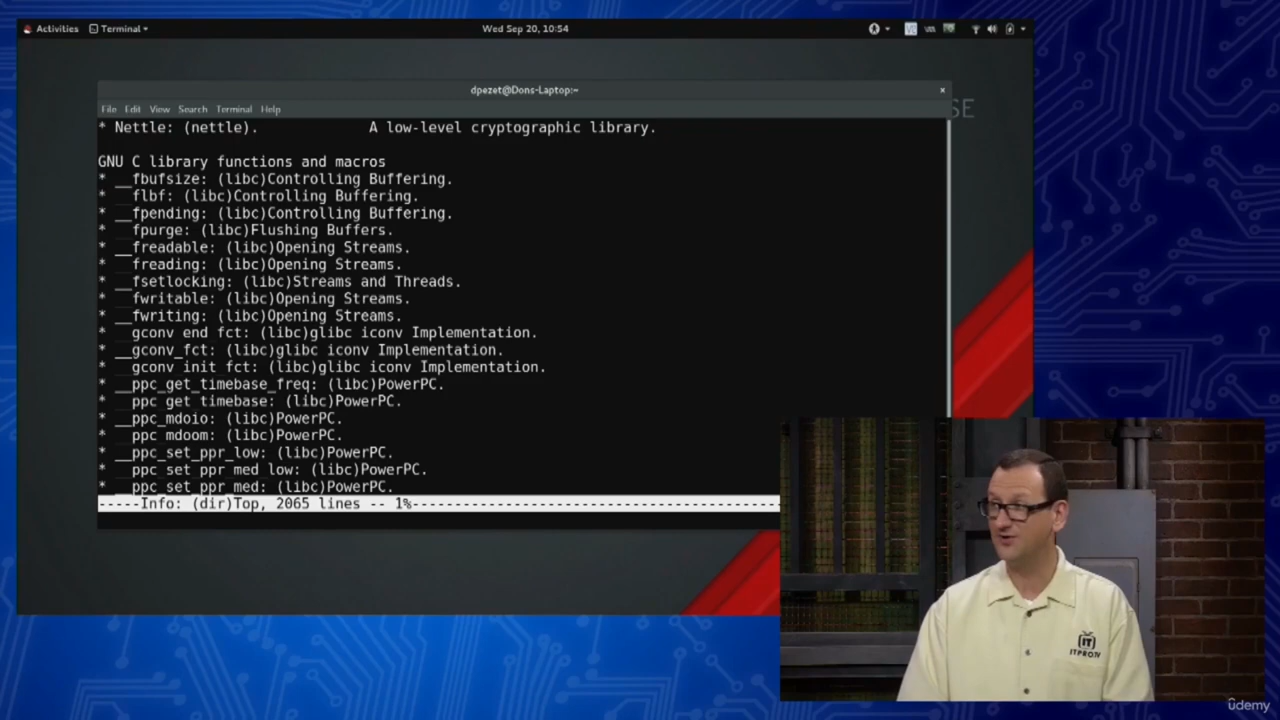 Activities Terminal Wed Sep 20, 10:54
dpezet@Dons-Laptop:~ ×
File Edit View Search Terminal Help
SE
* Nettle: (nettle). A low-level cryptographic library.
GNU C library functions and macros
* __fbufsize: (libc)Controlling Buffering.
* __flbf: (libc)Controlling Buffering.
* __fpending: (libc)Controlling Buffering.
* __fpurge: (libc)Flushing Buffers.
* __freadable: (libc)Opening Streams.
* __freading: (libc)Opening Streams.
* __fsetlocking: (libc)Streams and Threads.
* __fwritable: (libc)Opening Streams.
* __fwriting: (libc)Opening Streams.
* __gconv_end_fct: (libc)glibc iconv Implementation.
* __gconv_fct: (libc)glibc iconv Implementation.
* __gconv_init_fct: (libc)glibc iconv Implementation.
* __ppc_get_timebase_freq: (libc)PowerPC.
* __ppc_get_timebase: (libc)PowerPC.
* __ppc_mdoio: (libc)PowerPC.
* __ppc_mdoom: (libc)PowerPC.
* __ppc_set_ppr_low: (libc)PowerPC.
* __ppc_set_ppr_med_low: (libc)PowerPC.
* __ppc_set_ppr_med: (libc)PowerPC.
-----Info: (dir)Top, 2065 lines -- 1%-------------------------------------------
IT
ITPROTV
ûdemy